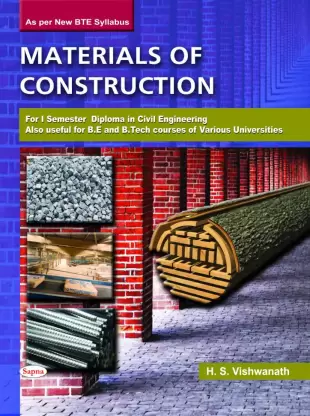 As per New BTE Syllabus
MATERIALS OF
CONSTRUCTION
For I Semester Diploma in Civil Engineering
Also useful for B.E and B.Tech courses of Various Universities
Sapna
H. S. Vishwanath